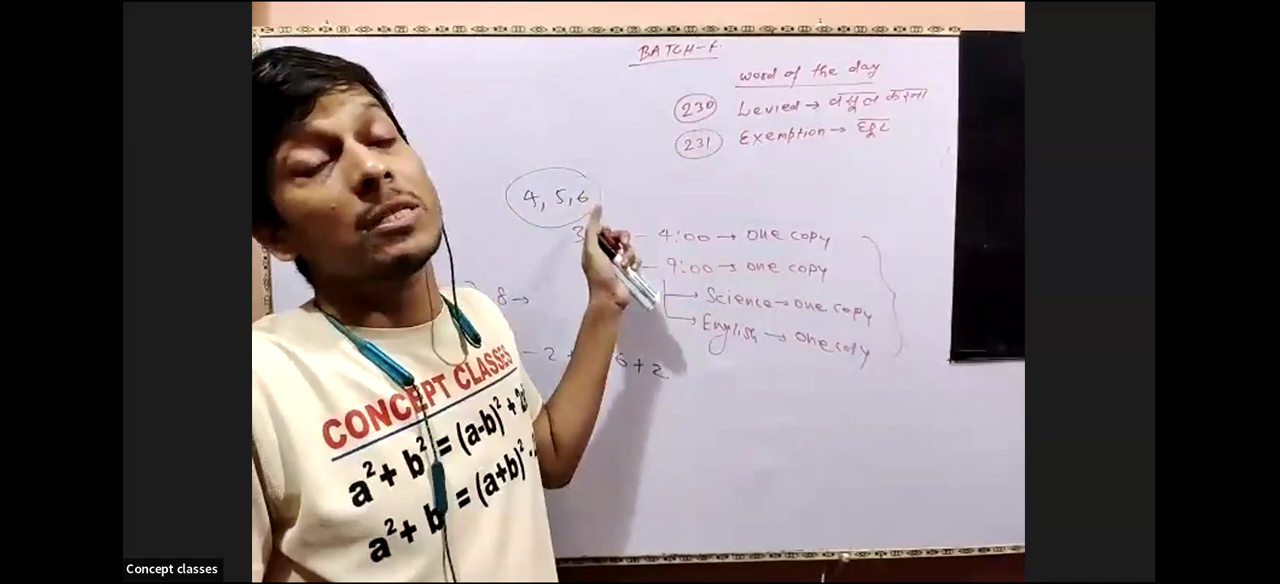 BATCH-F.
word of the day
230 Levied → वसूल करना
231 Exemption → छूट
4, 5, 6
3 - 4:00 → one copy
- 9:00 → one copy
8 →
→ Science → one copy
→ English → one copy
- 2 + 6 + 2
CONCEPT CLASSES
a² + b² = (a-b)² + 2
a² + b = (a+b)² -
Concept classes